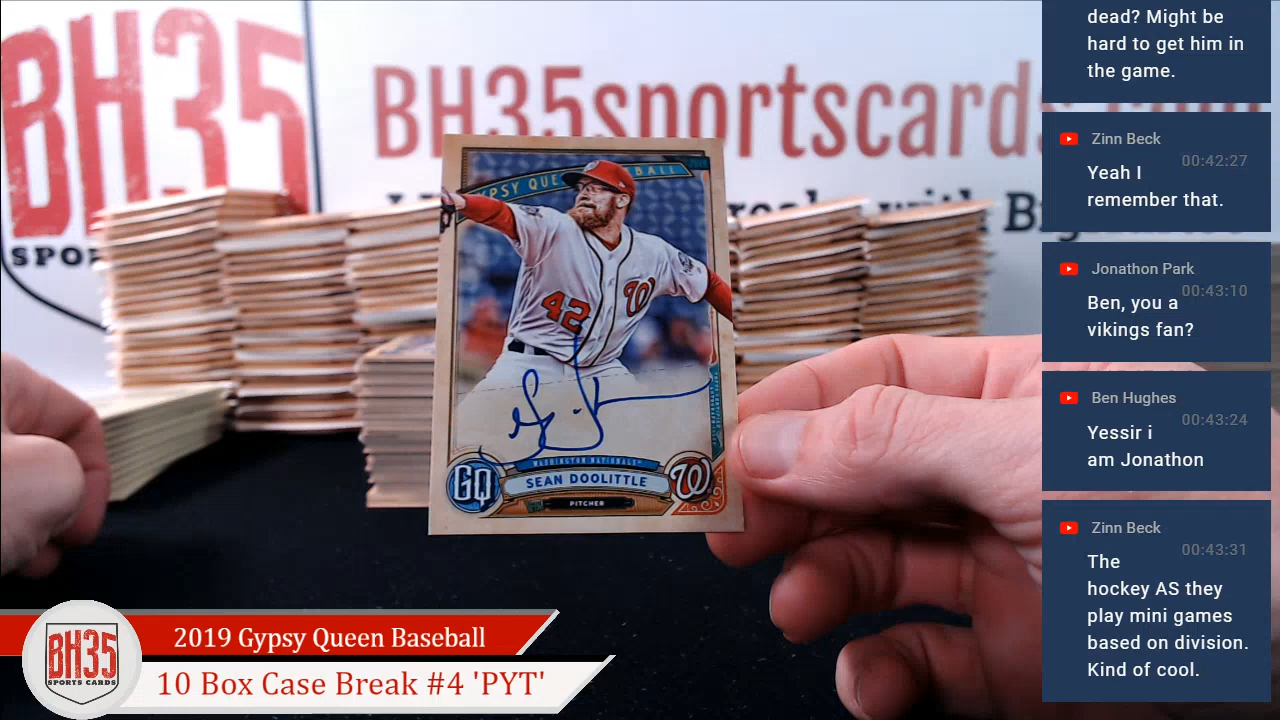 BH35
SPOR
BH35sportscards
GYPSY QUE BALL
42
W
WASHINGTON NATIONALS
GQ
SEAN DOOLITTLE
W
PITCHER
BH35
SPORTS CARDS
2019 Gypsy Queen Baseball
10 Box Case Break #4 'PYT'
dead? Might be
hard to get him in
the game.
Zinn Beck
00:42:27
Yeah I
remember that.
Jonathon Park
00:43:10
Ben, you a
vikings fan?
Ben Hughes
00:43:24
Yessir i
am Jonathon
Zinn Beck
00:43:31
The
hockey AS they
play mini games
based on division.
Kind of cool.